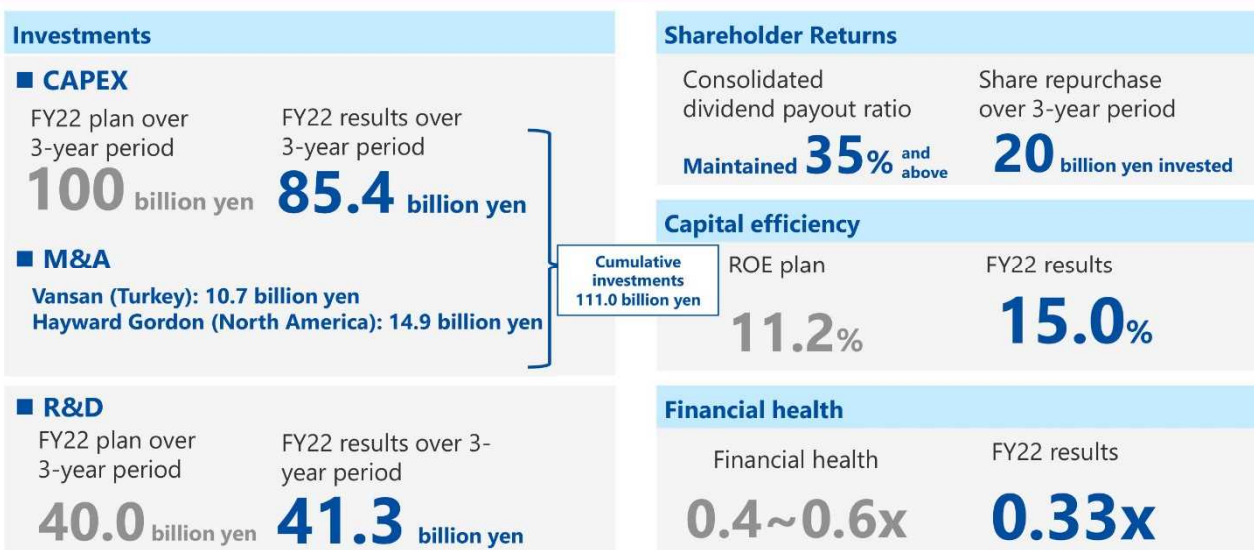 Investments
■ CAPEX
FY22 plan over
3-year period
100 billion yen
FY22 results over
3-year period
85.4 billion yen
■ M&A
Vansan (Turkey): 10.7 billion yen
Hayward Gordon (North America): 14.9 billion yen
Cumulative
investments
111.0 billion yen
■ R&D
FY22 plan over
3-year period
40.0 billion yen
FY22 results over 3-
year period
41.3 billion yen
Shareholder Returns
Consolidated
dividend payout ratio
Maintained 35% and
above
Share repurchase
over 3-year period
20 billion yen invested
Capital efficiency
ROE plan
11.2%
FY22 results
15.0%
Financial health
Financial health
0.4~0.6x
FY22 results
0.33x